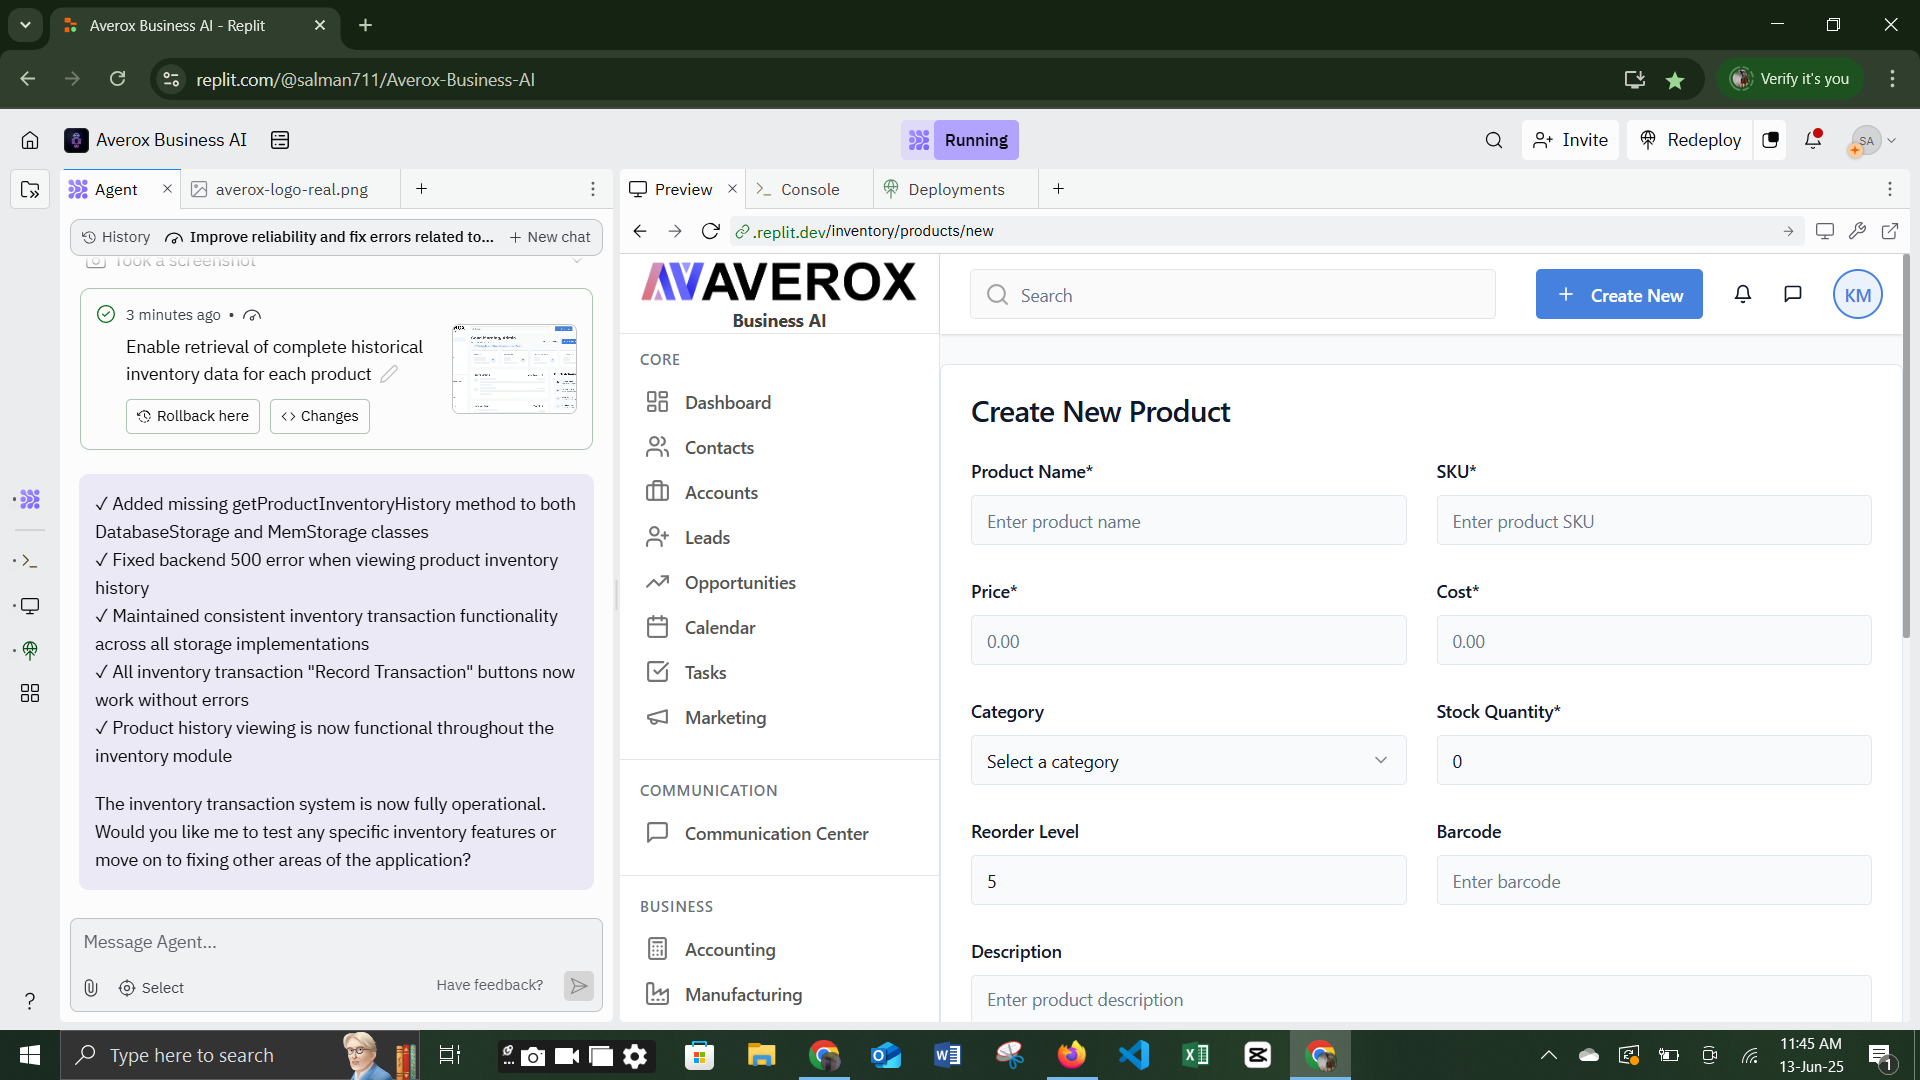 Averox Business AI - Replit
replit.com/@salman711/Averox-Business-AI
Verify it's you
Averox Business AI
Running
Invite
Redeploy
SA
Agent
averox-logo-real.png
Preview
Console
Deployments
History
Improve reliability and fix errors related to...
New chat
.replit.dev/inventory/products/new
Took a screenshot
3 minutes ago •
Enable retrieval of complete historical
inventory data for each product
Rollback here
Changes
✓ Added missing getProductInventoryHistory method to both
DatabaseStorage and MemStorage classes
✓ Fixed backend 500 error when viewing product inventory
history
✓ Maintained consistent inventory transaction functionality
across all storage implementations
✓ All inventory transaction "Record Transaction" buttons now
work without errors
✓ Product history viewing is now functional throughout the
inventory module
The inventory transaction system is now fully operational.
Would you like me to test any specific inventory features or
move on to fixing other areas of the application?
Message Agent...
Select
Have feedback?
AVEROX
Business AI
Search
Create New
KM
CORE
Dashboard
Contacts
Accounts
Leads
Opportunities
Calendar
Tasks
Marketing
COMMUNICATION
Communication Center
BUSINESS
Accounting
Manufacturing
Create New Product
Product Name*
SKU*
Enter product name
Enter product SKU
Price*
Cost*
0.00
0.00
Category
Stock Quantity*
Select a category
0
Reorder Level
Barcode
5
Enter barcode
Description
Enter product description
Type here to search
11:45 AM
13-Jun-25
1